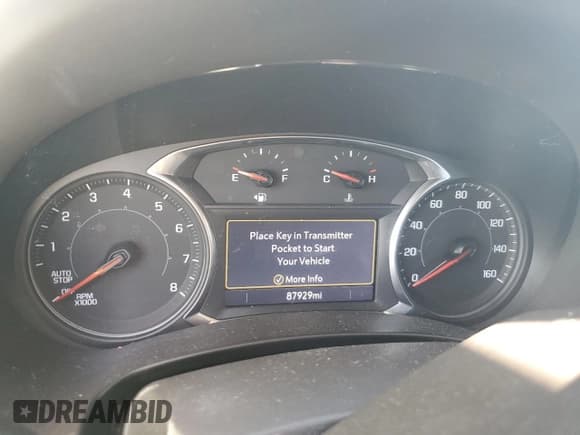 E F
C H
1 2 3 4 5 6 7 8
AUTO
STOP
OFF
RPM
X1000
Place Key in Transmitter
Pocket to Start
Your Vehicle
More Info
87929mi
0 20 40 60 80 100 120 140 160
DREAMBID